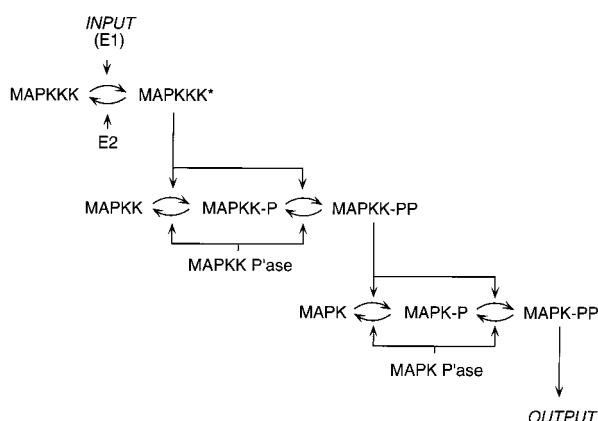 INPUT
(E1)
MAPKKK MAPKKK*
E2
MAPKK MAPKK-P MAPKK-PP
MAPKK P'ase
MAPK MAPK-P MAPK-PP
MAPK P'ase
OUTPUT